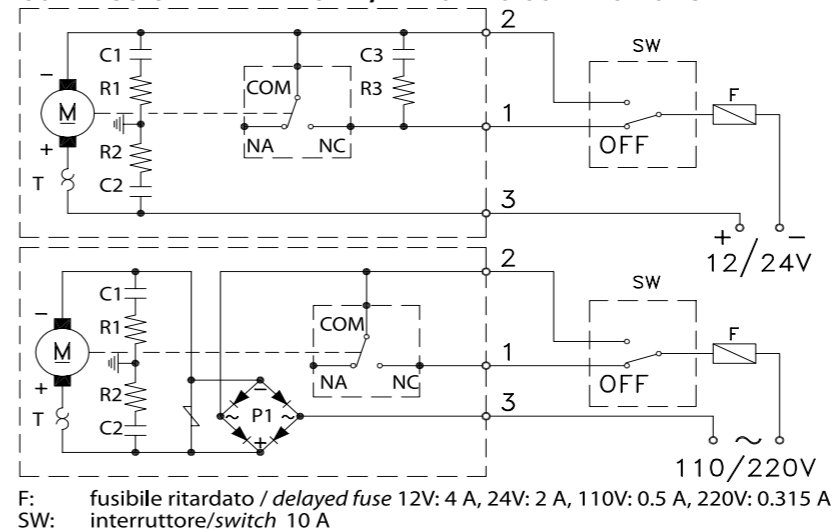 2
SW
C1
C3
–
R1
COM
R3
F
M
1
+
NA
NC
OFF
R2
T
C2
3
+
–
12/24V
2
SW
C1
–
R1
COM
F
M
1
+
NA
NC
OFF
R2
–
3
T
~ P1 ~
C2
+
~
110/220V
F: fusibile ritardato / delayed fuse 12V: 4 A, 24V: 2 A, 110V: 0.5 A, 220V: 0.315 A
SW: interruttore/switch 10 A